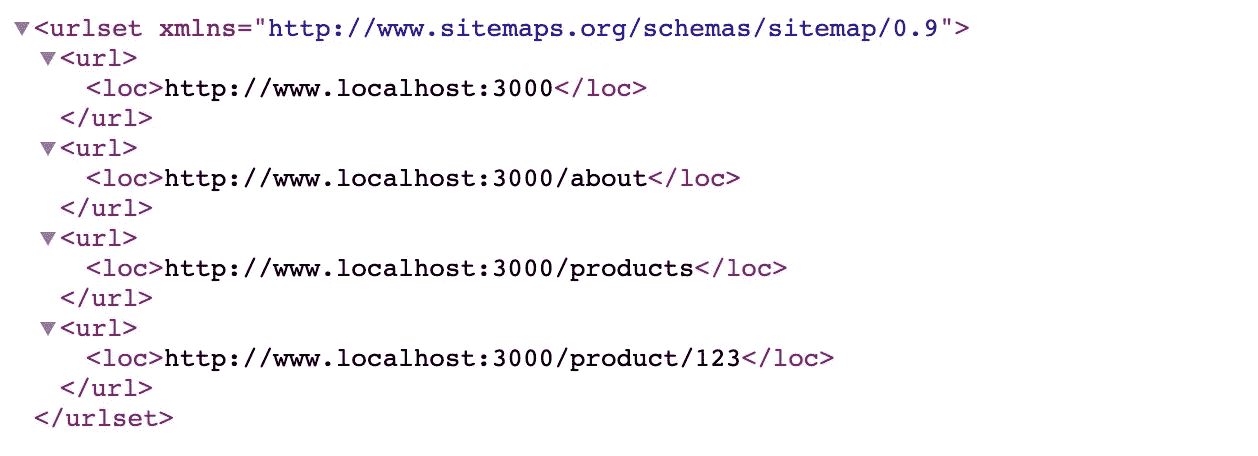 <urlset xmlns="http://www.sitemaps.org/schemas/sitemap/0.9">
<url>
<loc>http://www.localhost:3000</loc>
</url>
<url>
<loc>http://www.localhost:3000/about</loc>
</url>
<url>
<loc>http://www.localhost:3000/products</loc>
</url>
<url>
<loc>http://www.localhost:3000/product/123</loc>
</url>
</urlset>